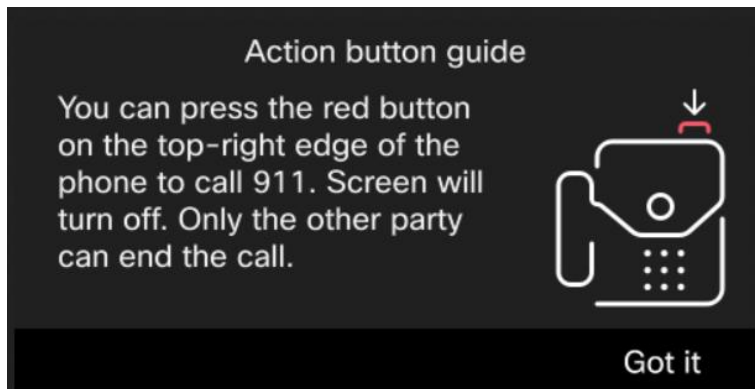 Action button guide
You can press the red button
on the top-right edge of the
phone to call 911. Screen will
turn off. Only the other party
can end the call.
Got it